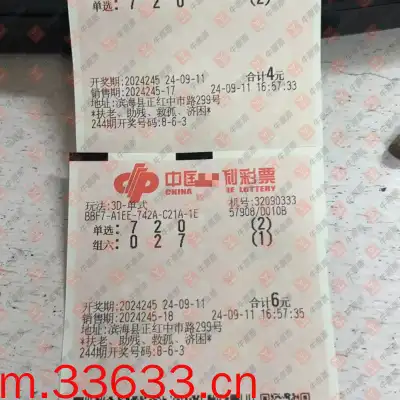 单选: 7 2 0 (2)
开奖期:2024245 24-09-11 合计4元
销售期:2024245-17 24-09-11 16:57:33
地址:滨海县正红中市路299号
*扶老、助残、救孤、济困*
244期开奖号码:8-6-3
中国 利彩票
CHINA E LOTTERY
玩法:3D-单式 机号:32090333
88F7-A1EE-742A-C21A-1E 57908/D010B
单选: 7 2 0 (2)
组六: 0 2 7 (1)
开奖期:2024245 24-09-11 合计6元
销售期:2024245-18 24-09-11 16:57:35
地址:滨海县正红中市路299号
*扶老、助残、救孤、济困*
244期开奖号码:8-6-3
m.33633.cn